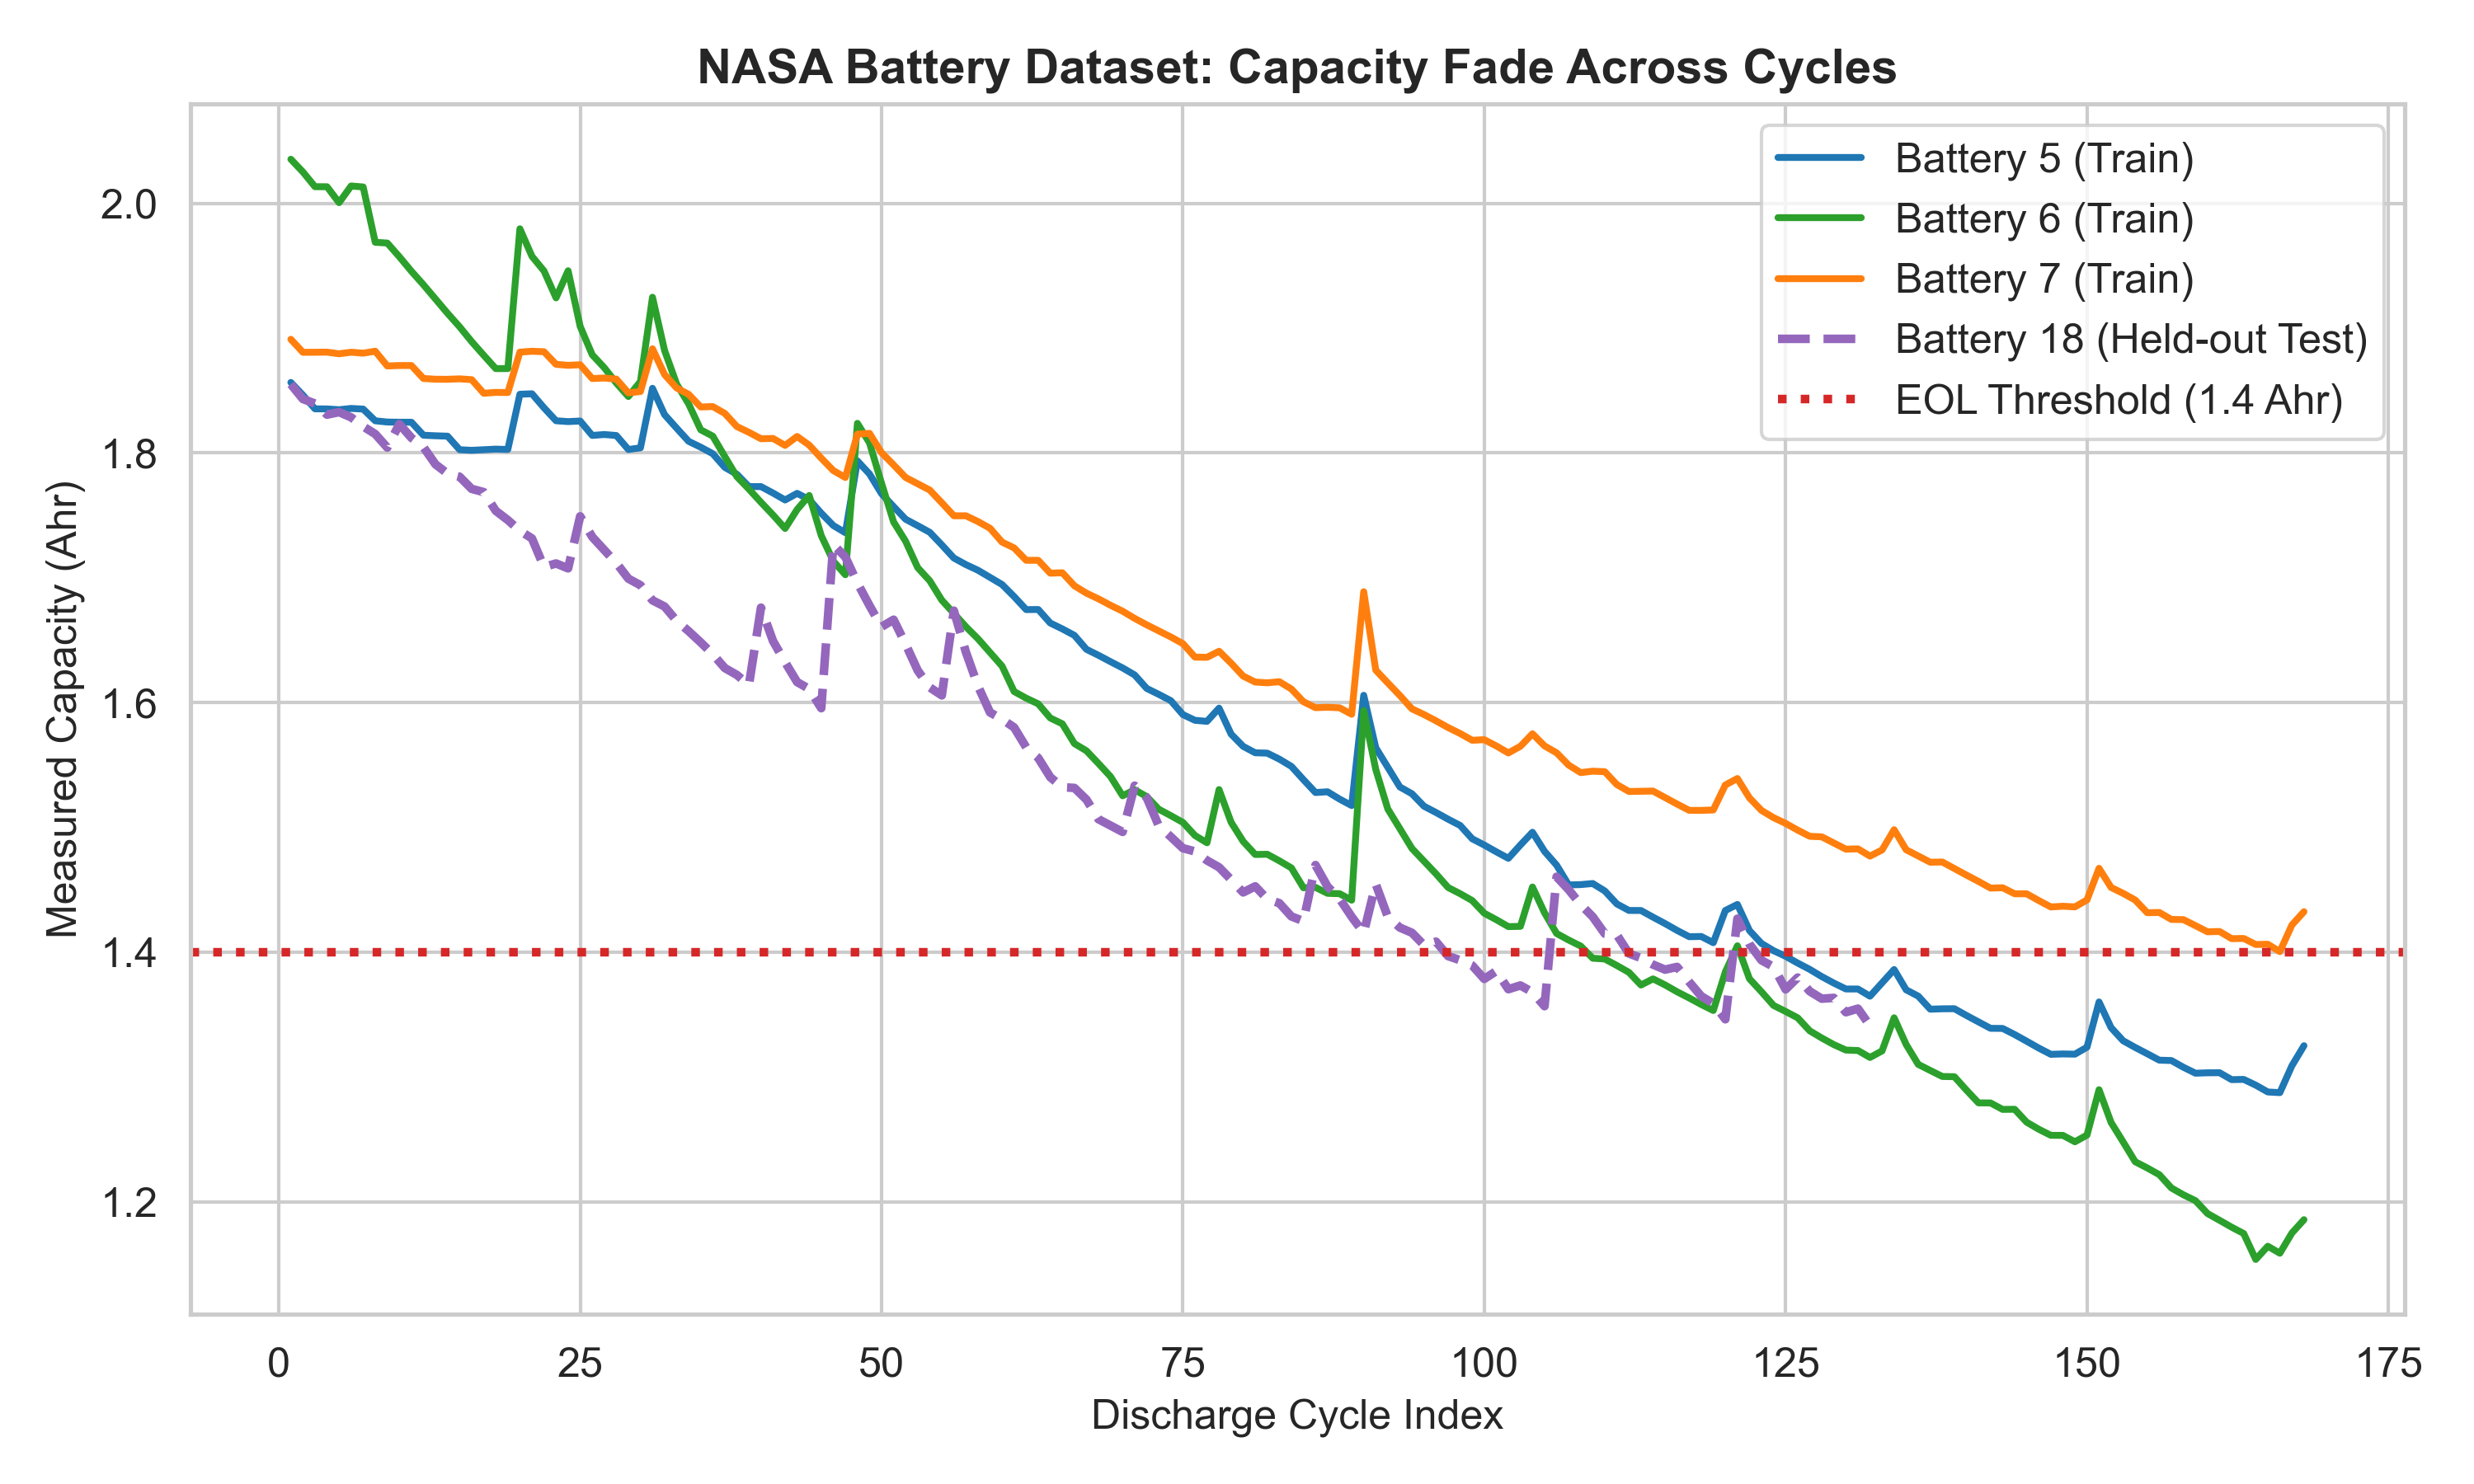 NASA Battery Dataset: Capacity Fade Across Cycles
Battery 5 (Train)
Battery 6 (Train)
Battery 7 (Train)
Battery 18 (Held-out Test)
EOL Threshold (1.4 Ahr)
Measured Capacity (Ahr)
2.0
1.8
1.6
1.4
1.2
0 25 50 75 100 125 150 175
Discharge Cycle Index